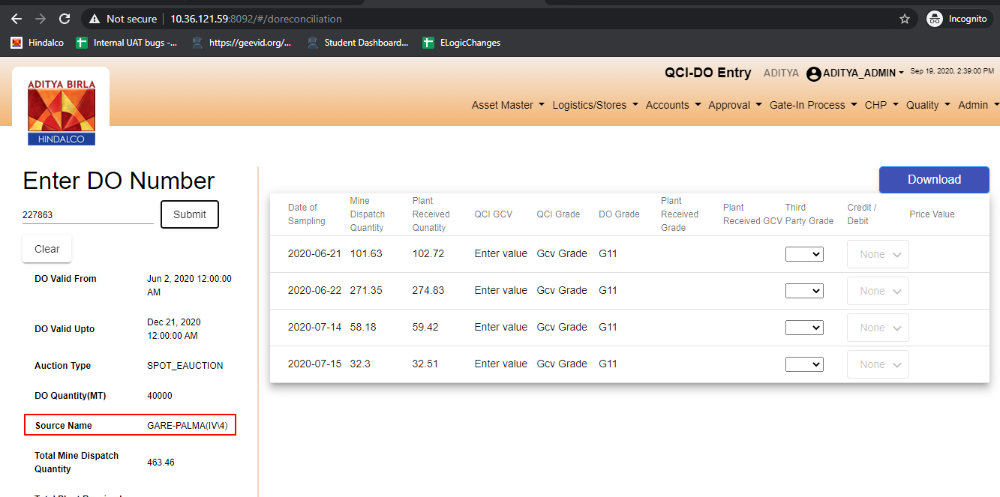 Not secure | 10.36.121.59:8092/#/doreconciliation
Incognito
Hindalco
Internal UAT bugs -...
https://geevid.org/...
Student Dashboard...
ELogicChanges
ADITYA BIRLA
HINDALCO
QCI-DO Entry ADITYA ADITYA_ADMIN Sep 19, 2020, 2:39:00 PM
Asset Master Logistics/Stores Accounts Approval Gate-In Process CHP Quality Admin
Enter DO Number
227863 Submit
Clear
DO Valid From Jun 2, 2020 12:00:00
AM
DO Valid Upto Dec 21, 2020
12:00:00 AM
Auction Type SPOT_EAUCTION
DO Quantity(MT) 40000
Source Name GARE-PALMA(IV\4)
Total Mine Dispatch
Quantity 463.46
Download
Date of
Sampling
Mine
Dispatch
Quantity
Plant
Received
Qunatity
QCI GCV
QCI Grade
DO Grade
Plant
Received
Grade
Plant
Received GCV
Third
Party Grade
Credit /
Debit
Price Value
2020-06-21 101.63 102.72 Enter value Gcv Grade G11 None
2020-06-22 271.35 274.83 Enter value Gcv Grade G11 None
2020-07-14 58.18 59.42 Enter value Gcv Grade G11 None
2020-07-15 32.3 32.51 Enter value Gcv Grade G11 None